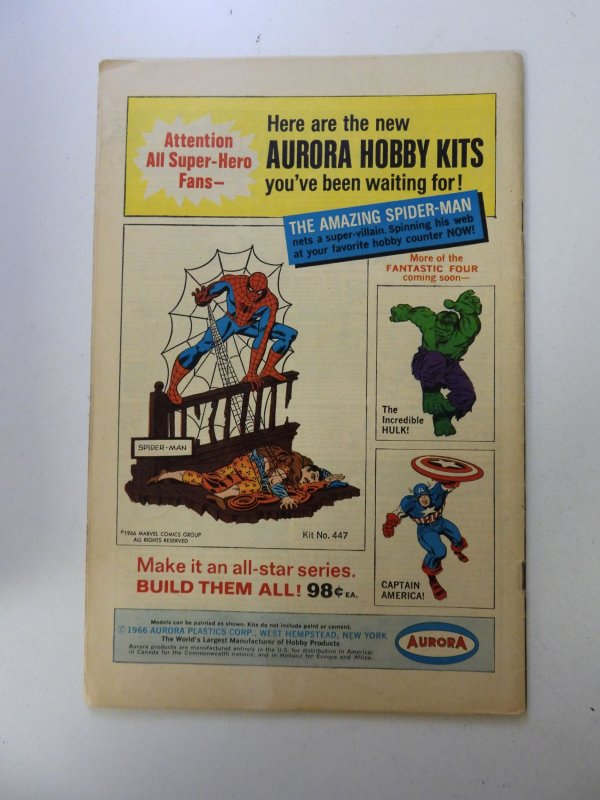 Attention
All Super-Hero
Fans—
Here are the new
AURORA HOBBY KITS
you've been waiting for!
THE AMAZING SPIDER-MAN
nets a super-villain. Spinning his web
at your favorite hobby counter NOW!
More of the
FANTASTIC FOUR
coming soon—
The
Incredible
HULK!
SPIDER-MAN
©1966 MARVEL COMICS GROUP
ALL RIGHTS RESERVED
Kit No. 447
CAPTAIN
AMERICA!
Make it an all-star series.
BUILD THEM ALL! 98¢ EA.
Models can be painted as shown. Kits do not include paint or cement.
©1966 AURORA PLASTICS CORP., WEST HEMPSTEAD, NEW YORK
The World's Largest Manufacturer of Hobby Products
Aurora products are manufactured entirely in the U.S. for distribution in America;
in Canada for the Commonwealth nations; and in Holland for Europe and Africa.
AURORA